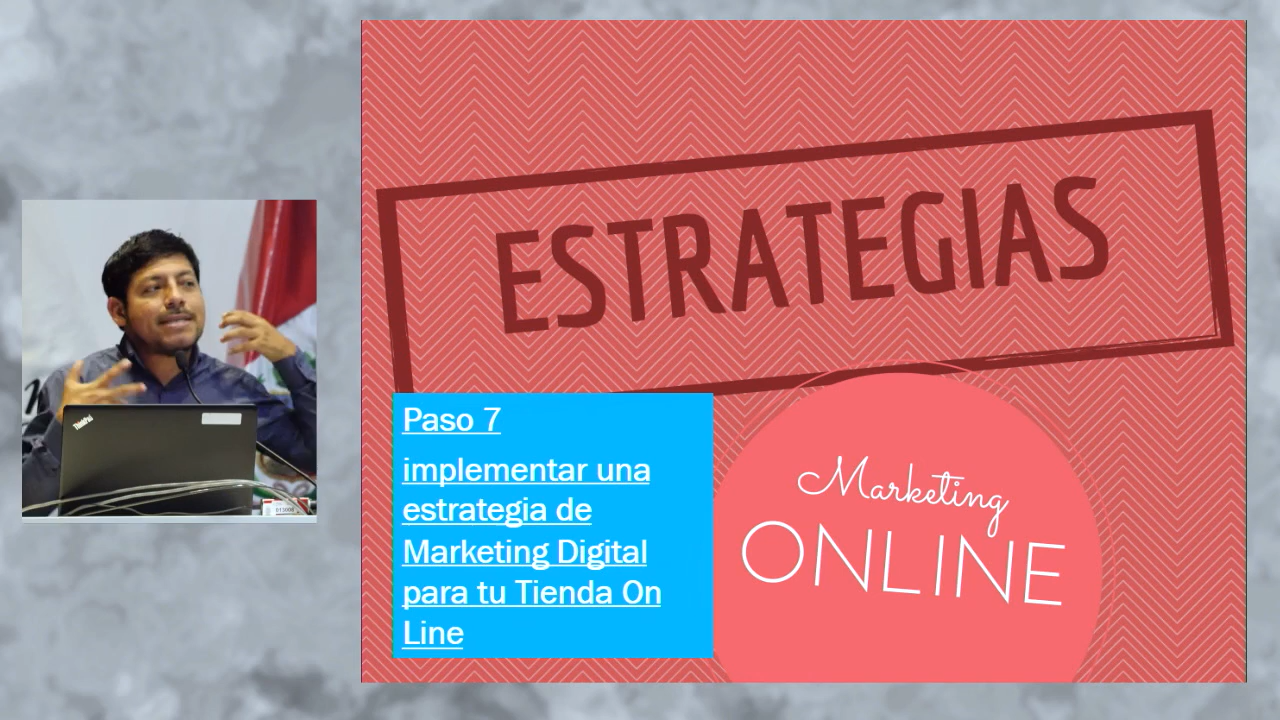 ESTRATEGIAS
Paso 7
implementar una
estrategia de
Marketing Digital
para tu Tienda On
Line
Marketing
ONLINE
ThinkPad